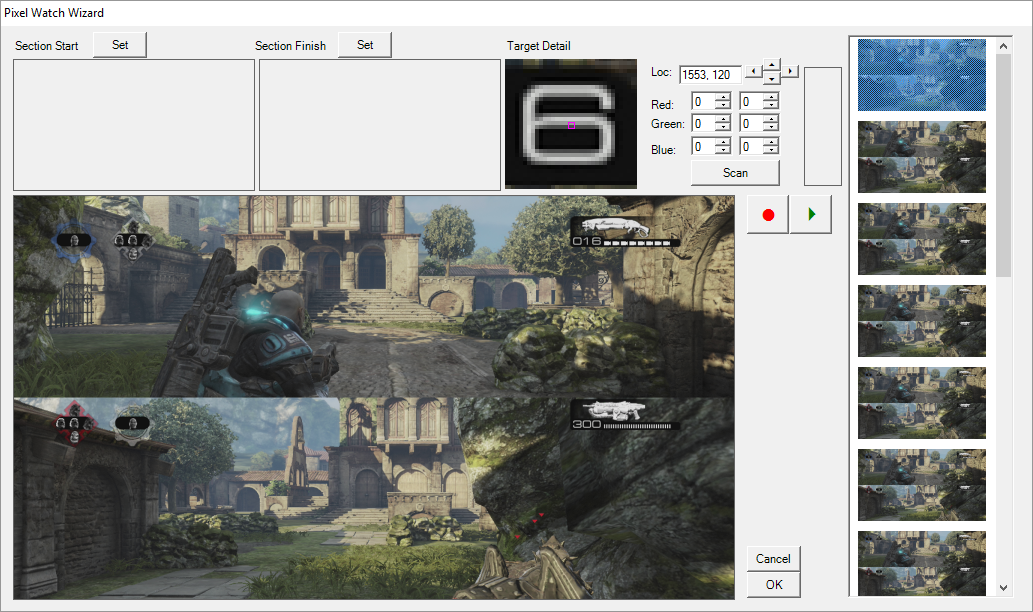 Pixel Watch Wizard
Section Start
Set
Section Finish
Set
Target Detail
6
Loc:
1553, 120
Red:
0
0
Green:
0
0
Blue:
0
0
Scan
016
300
Cancel
OK